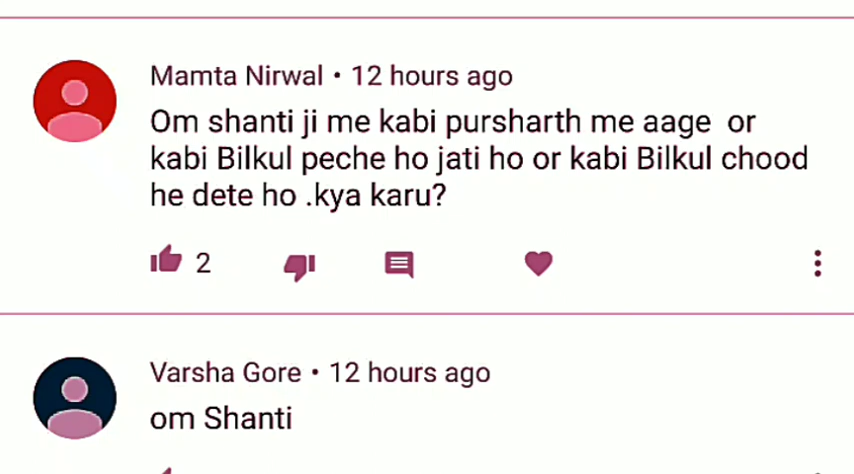 Mamta Nirwal • 12 hours ago
Om shanti ji me kabi pursharth me aage or
kabi Bilkul peche ho jati ho or kabi Bilkul chood
he dete ho .kya karu?
2
Varsha Gore • 12 hours ago
om Shanti